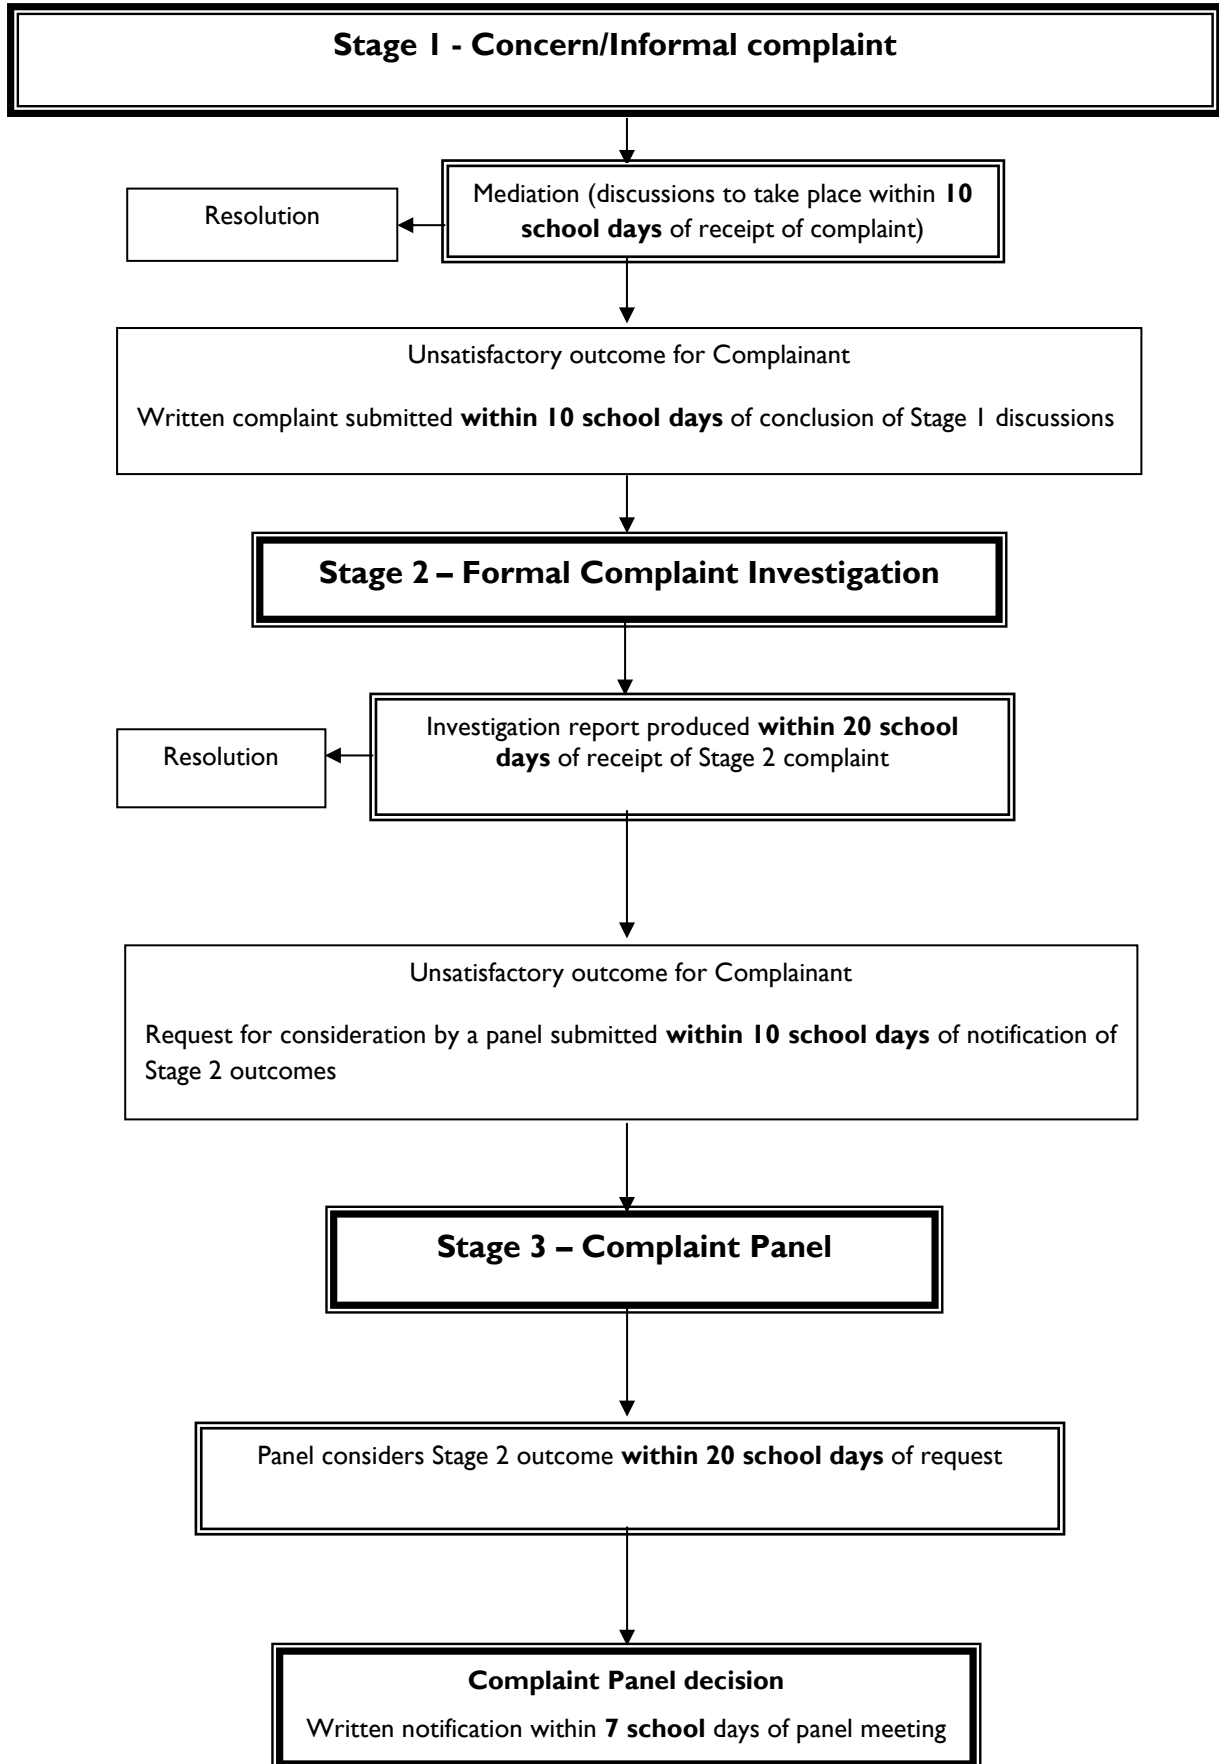 Stage 1 - Concern/Informal complaint
Mediation (discussions to take place within 10
school days of receipt of complaint)
Resolution
Unsatisfactory outcome for Complainant
Written complaint submitted within 10 school days of conclusion of Stage 1 discussions
Stage 2 – Formal Complaint Investigation
Investigation report produced within 20 school
days of receipt of Stage 2 complaint
Resolution
Unsatisfactory outcome for Complainant
Request for consideration by a panel submitted within 10 school days of notification of
Stage 2 outcomes
Stage 3 – Complaint Panel
Panel considers Stage 2 outcome within 20 school days of request
Complaint Panel decision
Written notification within 7 school days of panel meeting